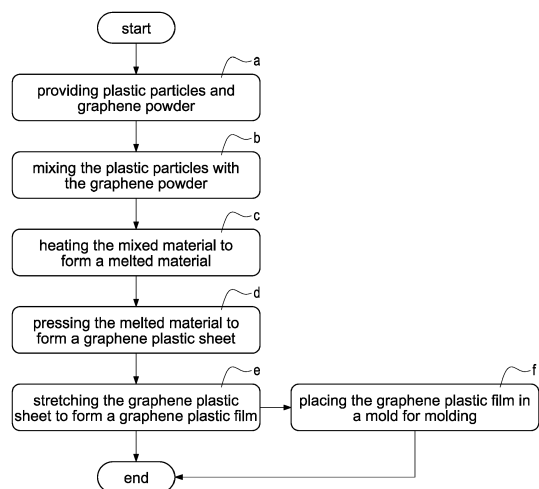 start
a
providing plastic particles and
graphene powder
b
mixing the plastic particles with
the graphene powder
c
heating the mixed material to
form a melted material
d
pressing the melted material to
form a graphene plastic sheet
e
stretching the graphene plastic
sheet to form a graphene plastic film
f
placing the graphene plastic film in
a mold for molding
end